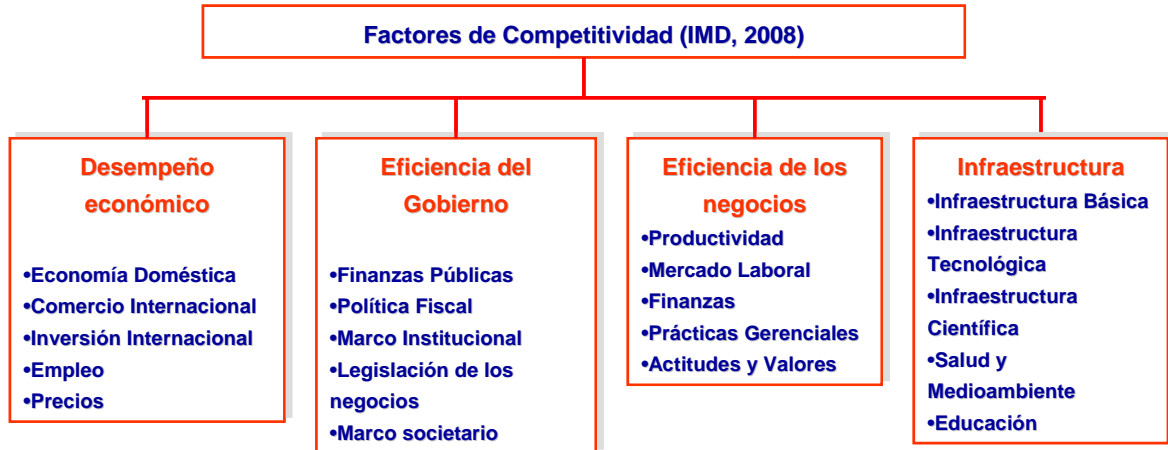 Factores de Competitividad (IMD, 2008)
Desempeño
económico
•Economía Doméstica
•Comercio Internacional
•Inversión Internacional
•Empleo
•Precios
Eficiencia del
Gobierno
•Finanzas Públicas
•Política Fiscal
•Marco Institucional
•Legislación de los
negocios
•Marco societario
Eficiencia de los
negocios
•Productividad
•Mercado Laboral
•Finanzas
•Prácticas Gerenciales
•Actitudes y Valores
Infraestructura
•Infraestructura Básica
•Infraestructura
Tecnológica
•Infraestructura
Científica
•Salud y
Medioambiente
•Educación